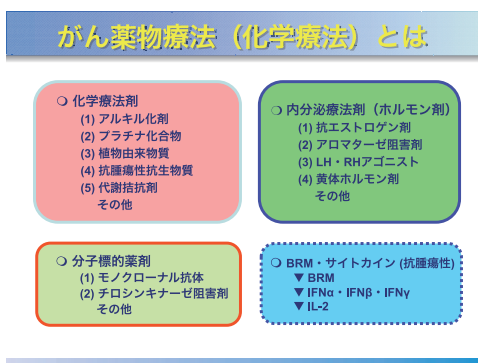 がん薬物療法（化学療法）とは
❍ 化学療法剤
(1) アルキル化剤
(2) プラチナ化合物
(3) 植物由来物質
(4) 抗腫瘍性抗生物質
(5) 代謝拮抗剤
その他
❍ 内分泌療法剤（ホルモン剤）
(1) 抗エストロゲン剤
(2) アロマターゼ阻害剤
(3) LH・RHアゴニスト
(4) 黄体ホルモン剤
その他
❍ 分子標的薬剤
(1) モノクローナル抗体
(2) チロシンキナーゼ阻害剤
その他
❍ BRM・サイトカイン (抗腫瘍性)
▼ BRM
▼ IFNα・IFNβ・IFNγ
▼ IL-2